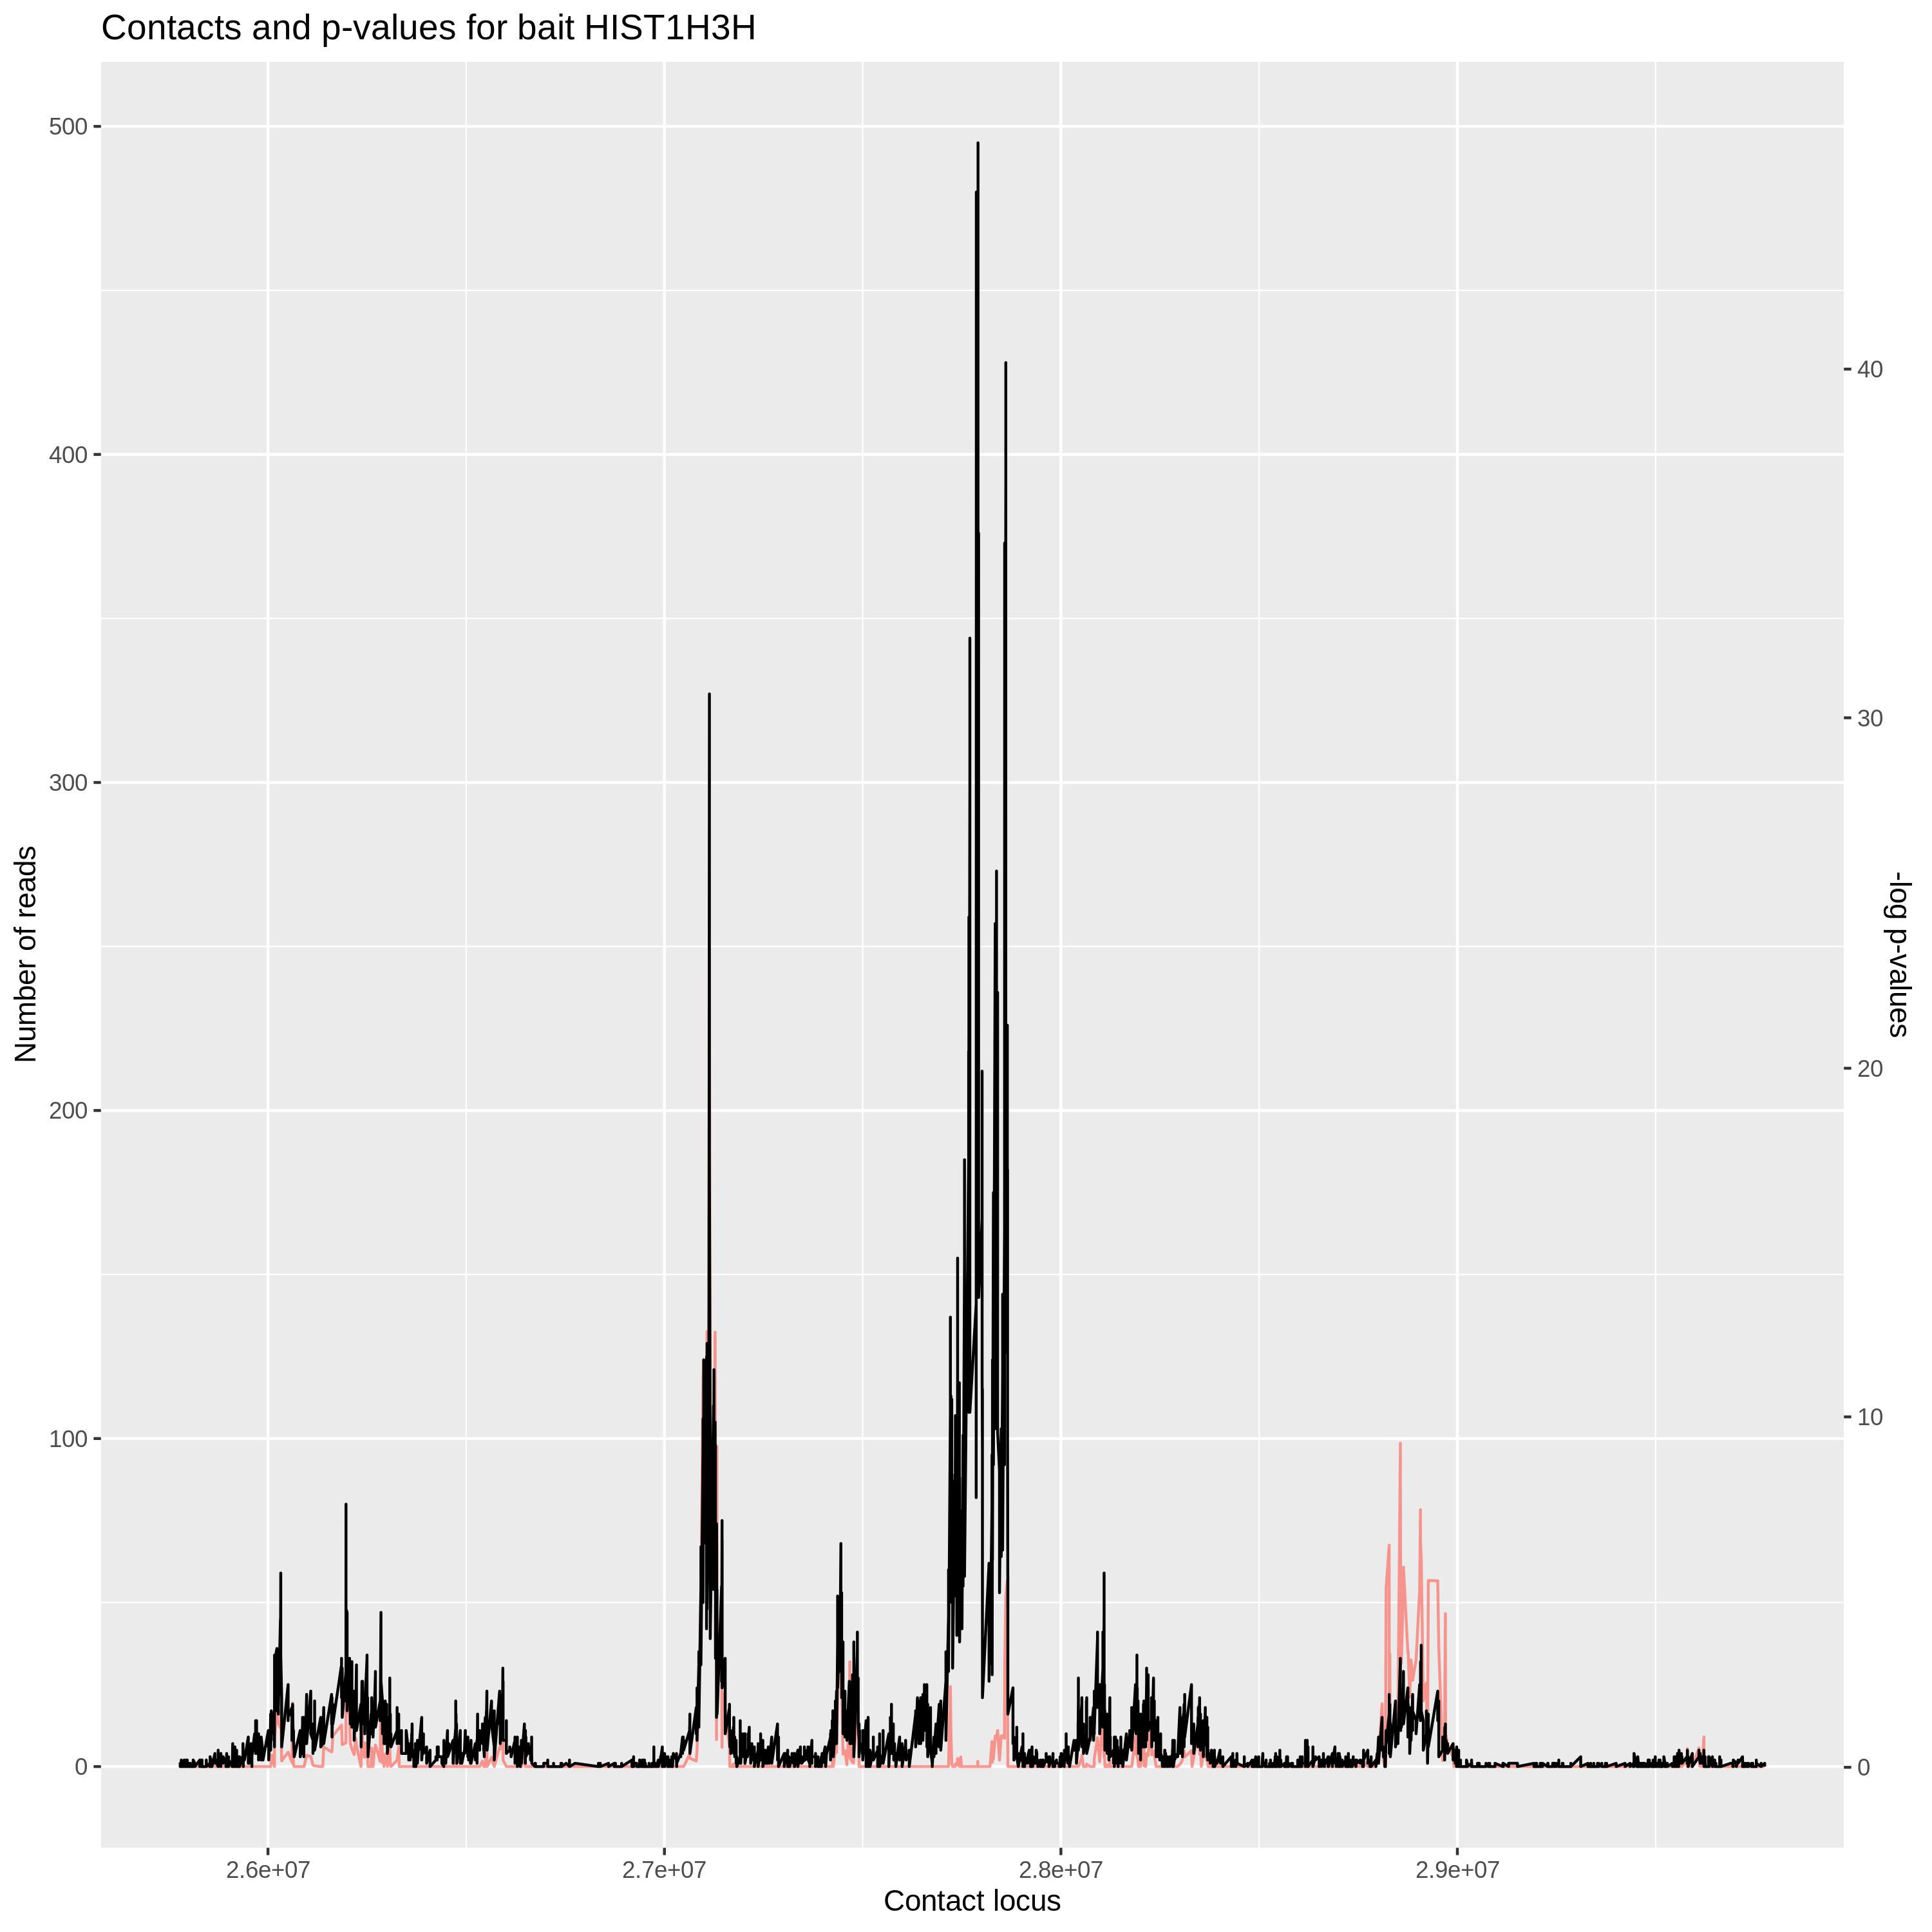 Contacts and p-values for bait HIST1H3H
500
400
300
200
100
0
Number of reads
40
30
20
10
0
-log p-values
2.6e+07 2.7e+07 2.8e+07 2.9e+07
Contact locus